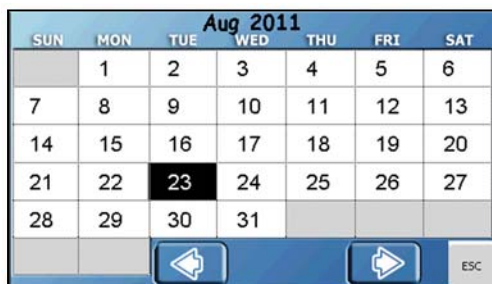 Aug 2011
SUN MON TUE WED THU FRI SAT
1 2 3 4 5 6
7 8 9 10 11 12 13
14 15 16 17 18 19 20
21 22 23 24 25 26 27
28 29 30 31
ESC